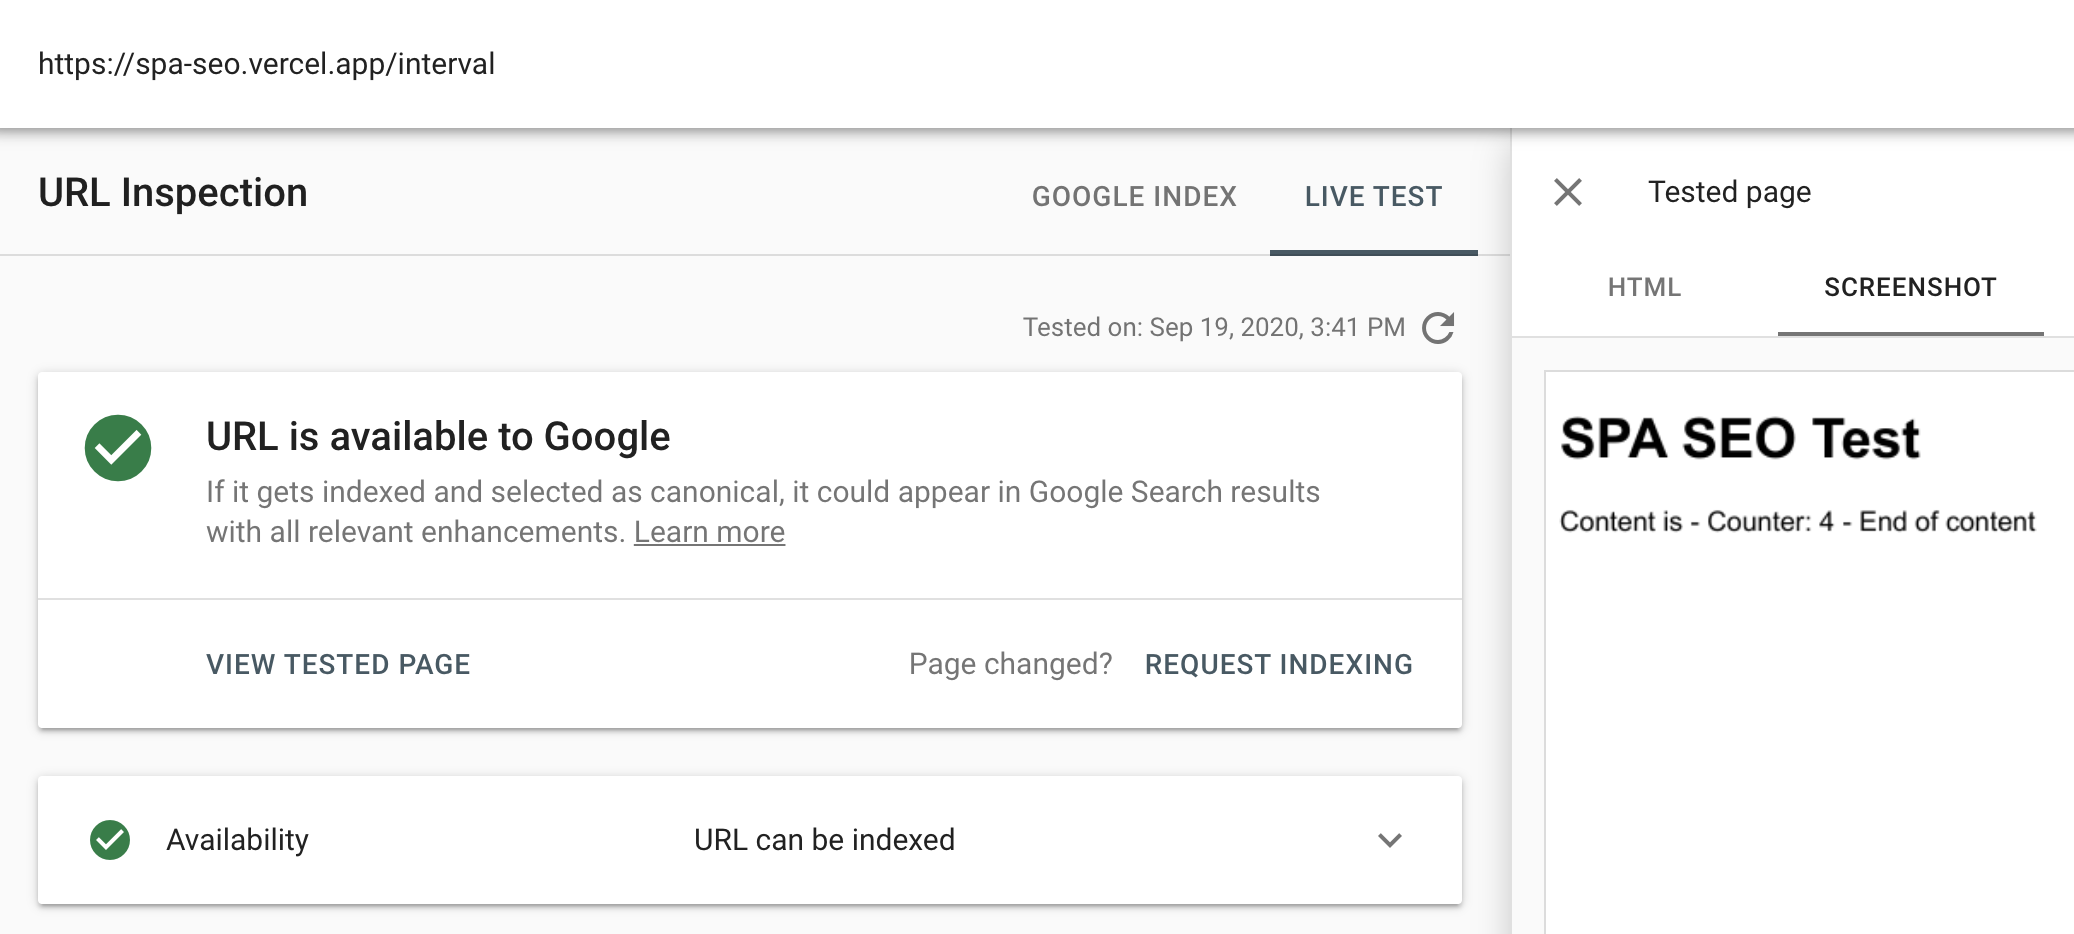 https://spa-seo.vercel.app/interval
URL Inspection
GOOGLE INDEX
LIVE TEST
Tested on: Sep 19, 2020, 3:41 PM
URL is available to Google
If it gets indexed and selected as canonical, it could appear in Google Search results
with all relevant enhancements. Learn more
VIEW TESTED PAGE
Page changed?
REQUEST INDEXING
Availability
URL can be indexed
Tested page
HTML
SCREENSHOT
SPA SEO Test
Content is - Counter: 4 - End of content